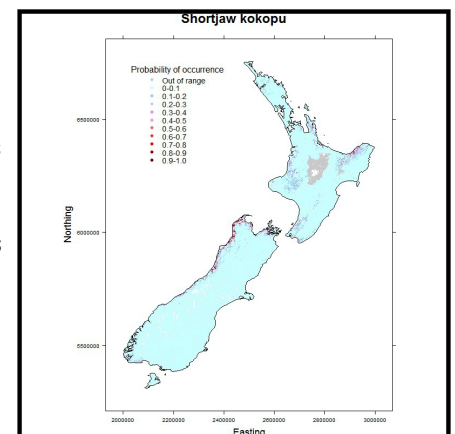 Shortjaw kokopu
Probability of occurrence
Out of range
0-0.1
0.1-0.2
0.2-0.3
0.3-0.4
0.4-0.5
0.5-0.6
0.6-0.7
0.7-0.8
0.8-0.9
0.9-1.0
6500000
6000000
5500000
Northing
2000000 2200000 2400000 2600000 2800000 3000000
Easting